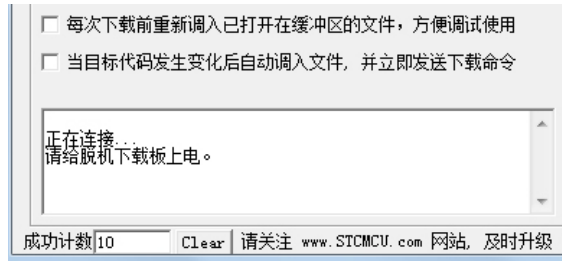 每次下载前重新调入已打开在缓冲区的文件，方便调试使用
当目标代码发生变化后自动调入文件，并立即发送下载命令
正在连接...
请给脱机下载板上电。
成功计数 10 Clear 请关注 www.STCMCU.com 网站，及时升级